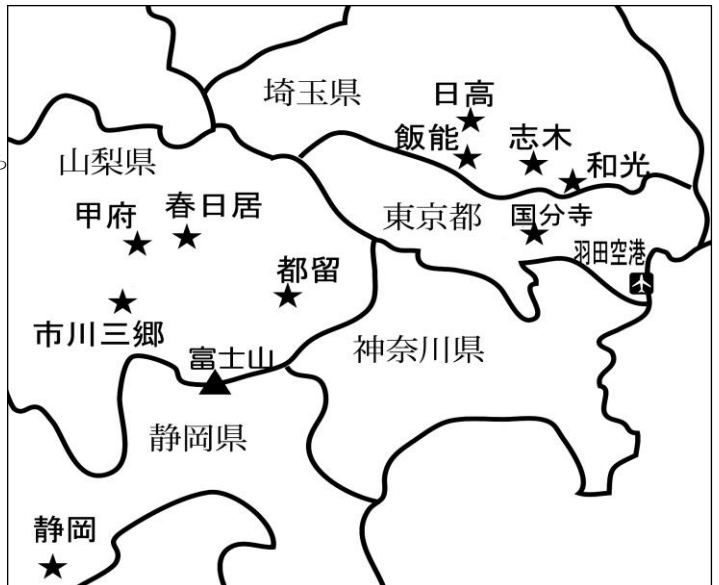 埼玉県
日高
飯能
志木
和光
山梨県
甲府
春日居
東京都
国分寺
羽田空港
都留
市川三郷
富士山
神奈川県
静岡県
静岡